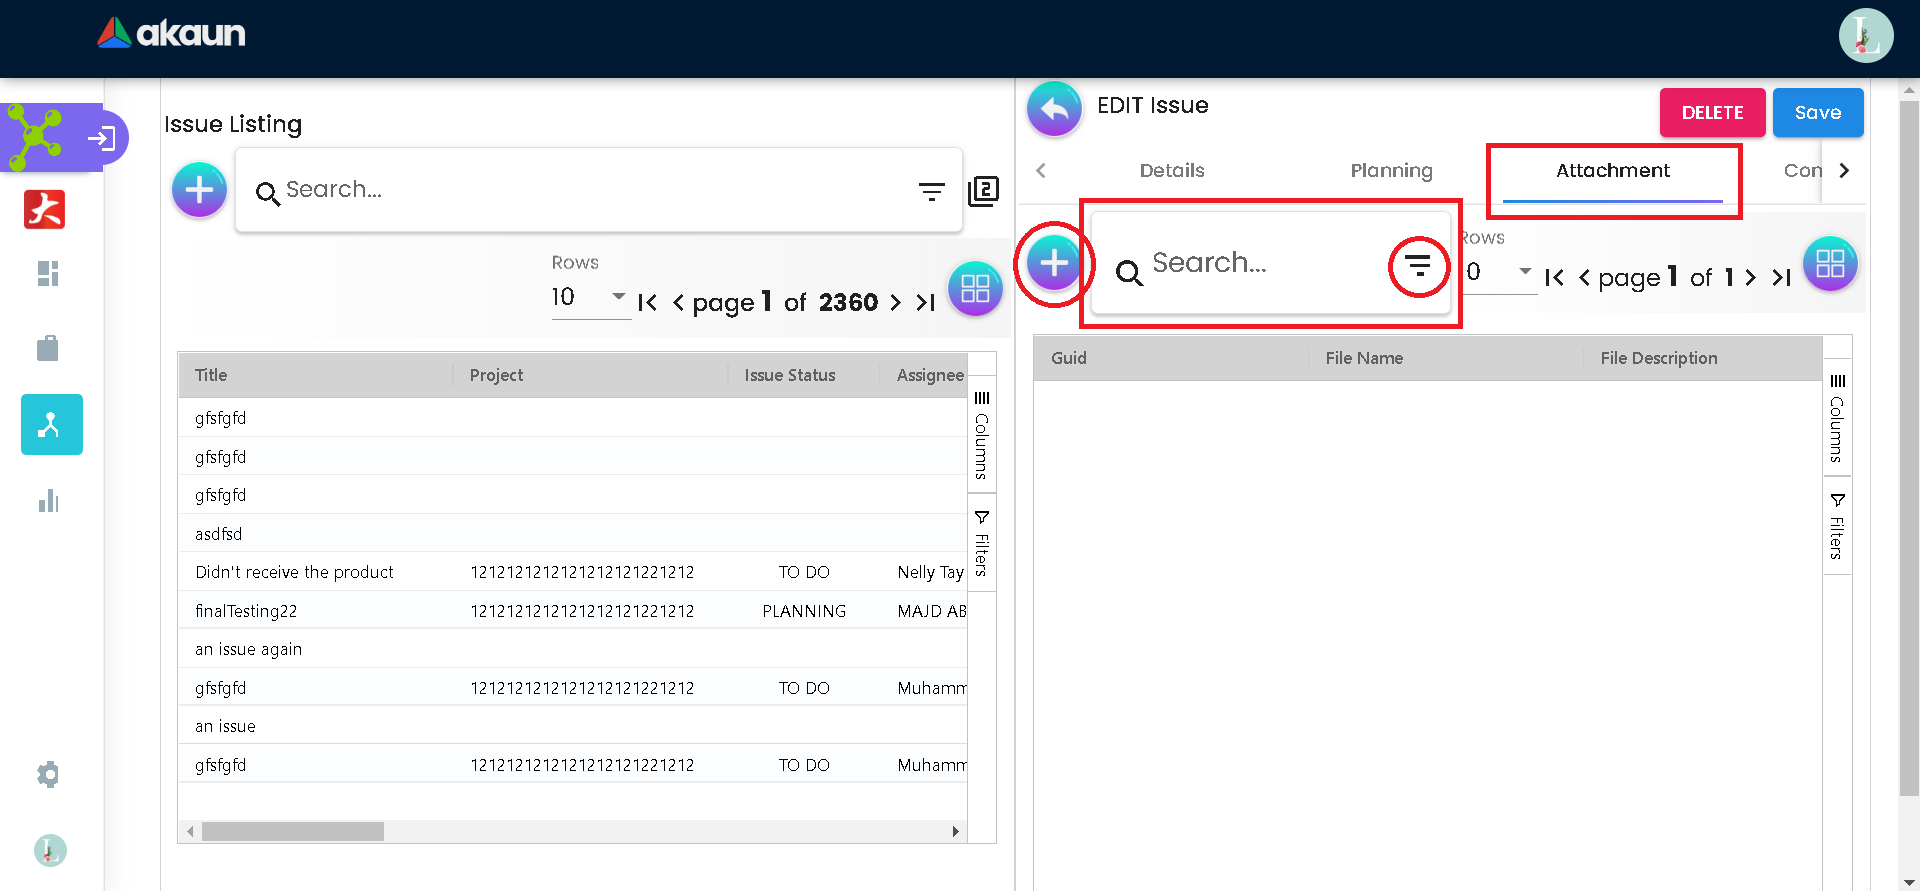 akaun
L
Issue Listing
Search...
2
Rows
10
page 1 of 2360
Title Project Issue Status Assignee
gfsfgfd
gfsfgfd
gfsfgfd
asdfsd
Didn't receive the product 1212121212121212121221212 TO DO Nelly Tay
finalTesting22 1212121212121212121221212 PLANNING MAJD AB
an issue again
gfsfgfd 1212121212121212121221212 TO DO Muhamm
an issue
gfsfgfd 1212121212121212121221212 TO DO Muhamm
Columns
Filters
EDIT Issue
DELETE Save
Details Planning Attachment Con
Search...
Rows
0
page 1 of 1
Guid File Name File Description
Columns
Filters
L